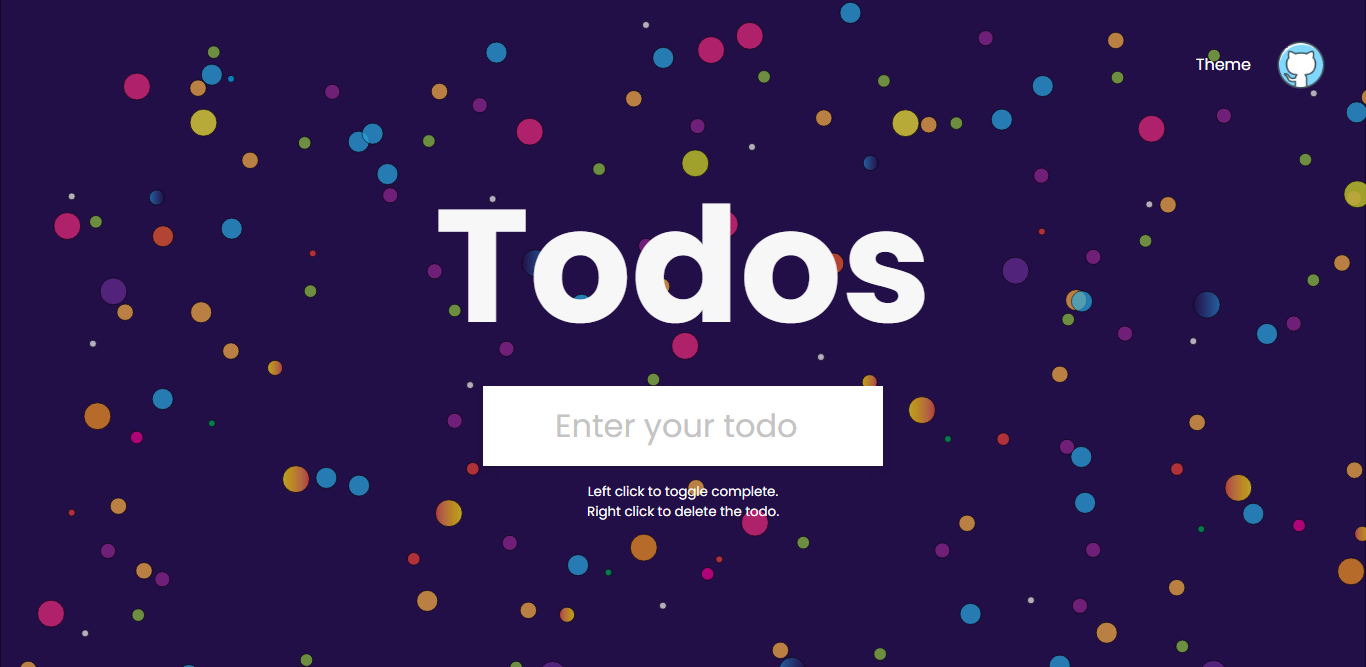 Theme
Todos
Enter your todo
Left click to toggle complete.
Right click to delete the todo.